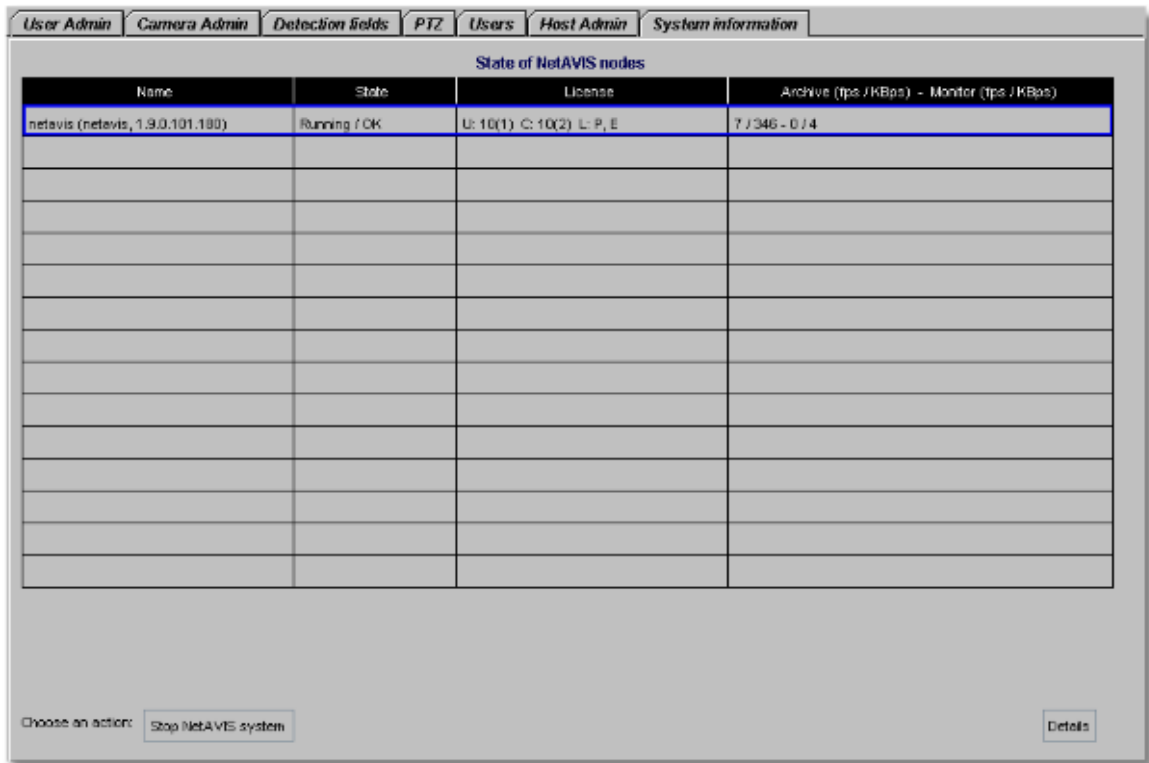 User Admin Camera Admin Detection fields PTZ Users Host Admin System information
State of NetAVIS nodes
Name State License Archive (fps / KBps) - Monitor (fps / KBps)
netavis (netavis, 1.9.0.101.180) Running / OK U: 10(1) C: 10(2) L: P, E 7 / 346 - 0 / 4
Choose an action: Stop NetAVIS system Details